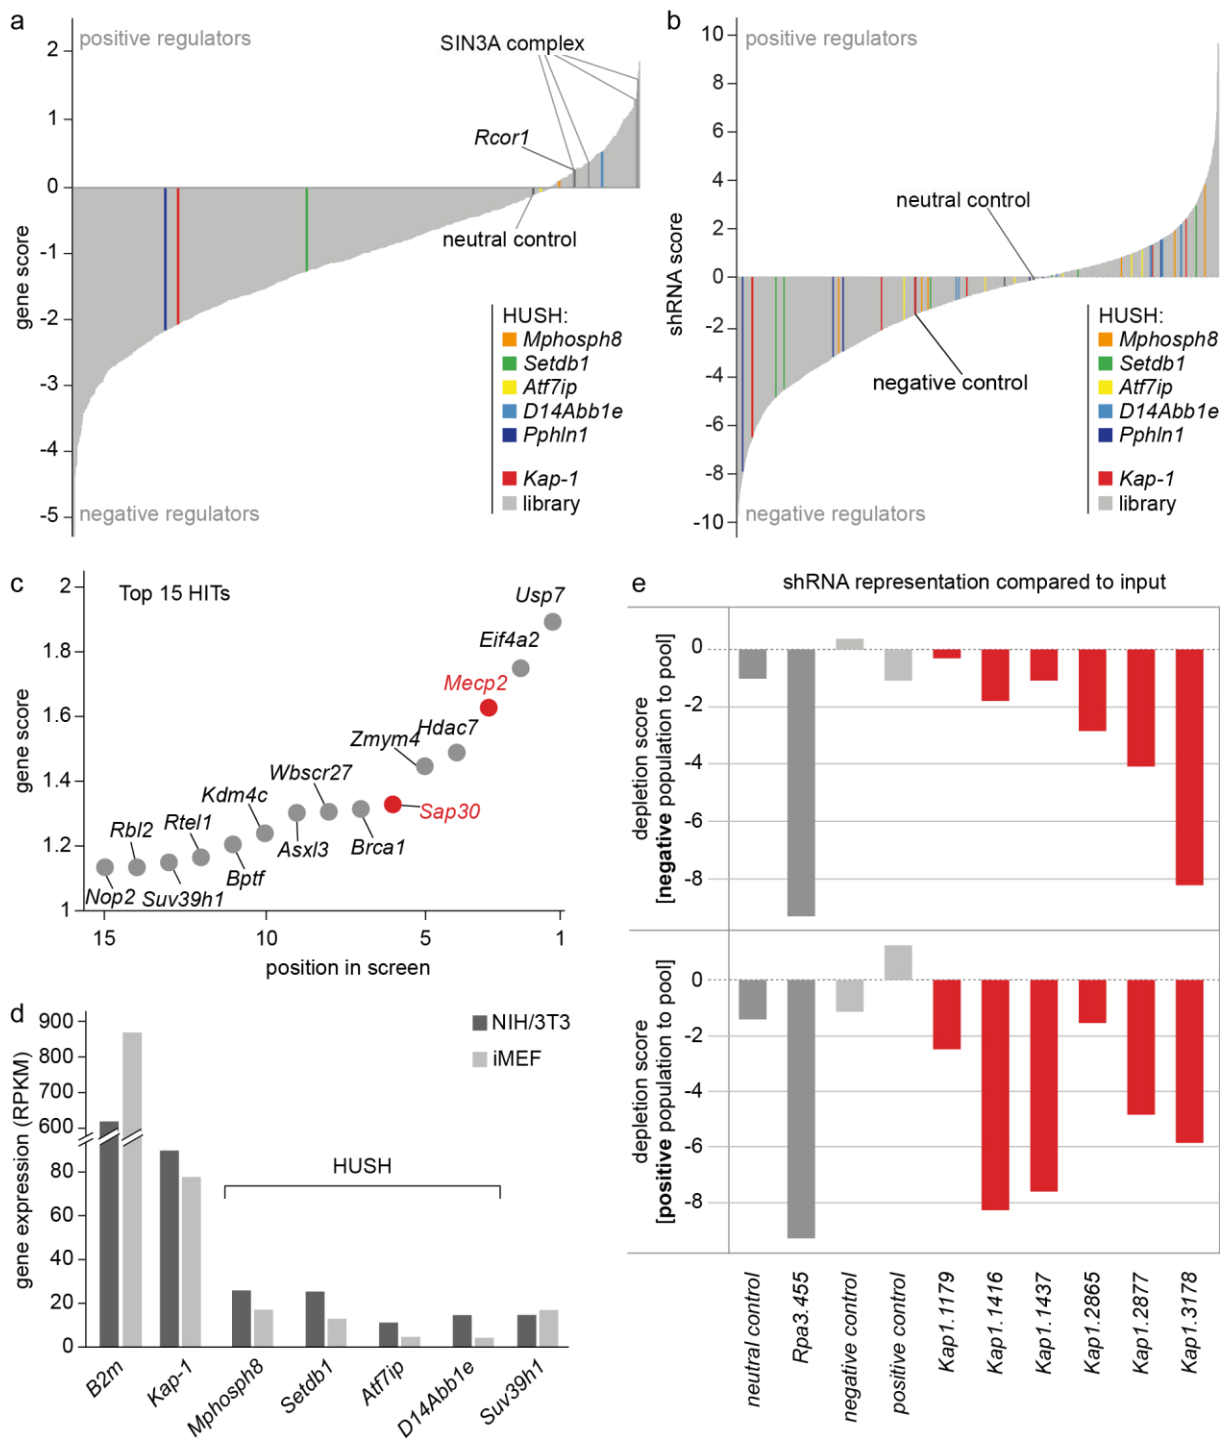 a
positive regulators
SIN3A complex
Rcor1
neutral control
2
1
0
-1
-2
-3
-4
-5
gene score
HUSH:
Mphosph8
Setdb1
Atf7ip
D14Abb1e
Pphln1
Kap-1
library
negative regulators
b
positive regulators
neutral control
negative control
10
8
6
4
2
0
-2
-4
-6
-8
-10
shRNA score
HUSH:
Mphosph8
Setdb1
Atf7ip
D14Abb1e
Pphln1
Kap-1
library
negative regulators
c
Top 15 HITs
2
1.8
1.6
1.4
1.2
1
gene score
Usp7
Eif4a2
Mecp2
Hdac7
Zmym4
Sap30
Brca1
Wbscr27
Asxl3
Kdm4c
Bptf
Rtel1
Suv39h1
Rbl2
Nop2
15
10
5
1
position in screen
d
NIH/3T3
iMEF
900
800
700
600
80
60
40
20
0
gene expression (RPKM)
HUSH
B2m
Kap-1
Mphosph8
Setdb1
Atf7ip
D14Abb1e
Suv39h1
e
shRNA representation compared to input
0
-2
-4
-6
-8
depletion score
[negative population to pool]
0
-2
-4
-6
-8
depletion score
[positive population to pool]
neutral control
Rpa3.455
negative control
positive control
Kap1.1179
Kap1.1416
Kap1.1437
Kap1.2865
Kap1.2877
Kap1.3178